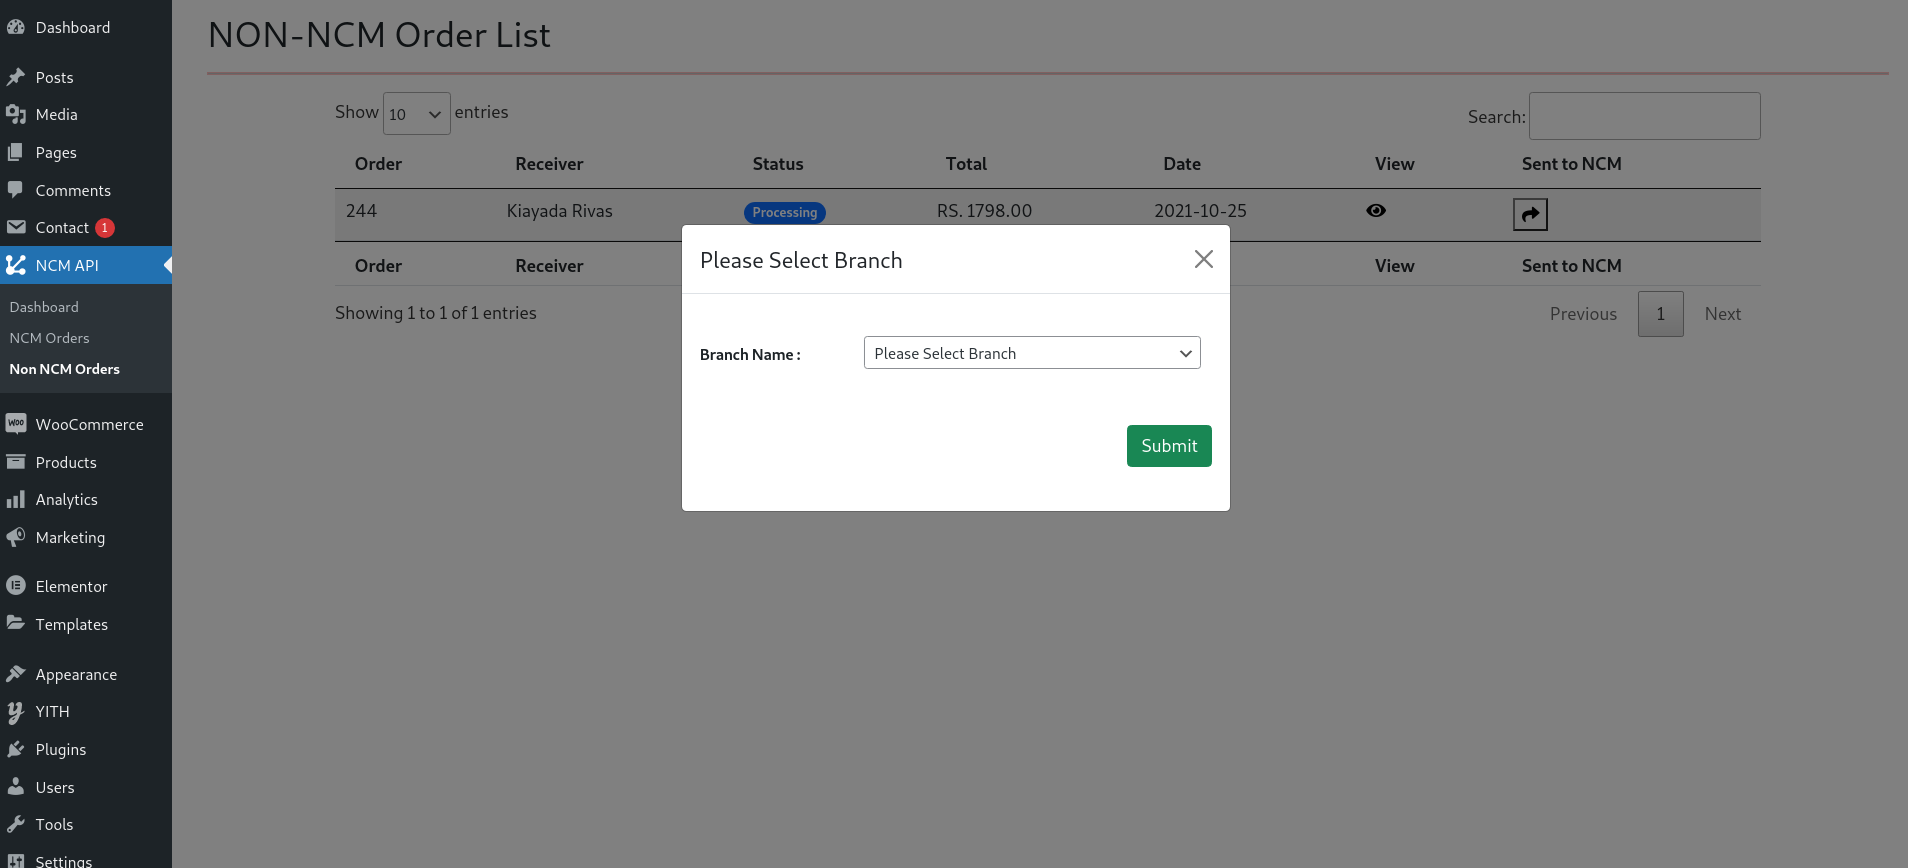 Dashboard
Posts
Media
Pages
Comments
Contact 1
NCM API
Dashboard
NCM Orders
Non NCM Orders
WooCommerce
Products
Analytics
Marketing
Elementor
Templates
Appearance
YITH
Plugins
Users
Tools
Settings
NON-NCM Order List
Show 10 entries
Search:
Order Receiver Status Total Date View Sent to NCM
244 Kiayada Rivas Processing RS. 1798.00 2021-10-25
Order Receiver View Sent to NCM
Showing 1 to 1 of 1 entries
Previous 1 Next
Please Select Branch
Branch Name : Please Select Branch
Submit